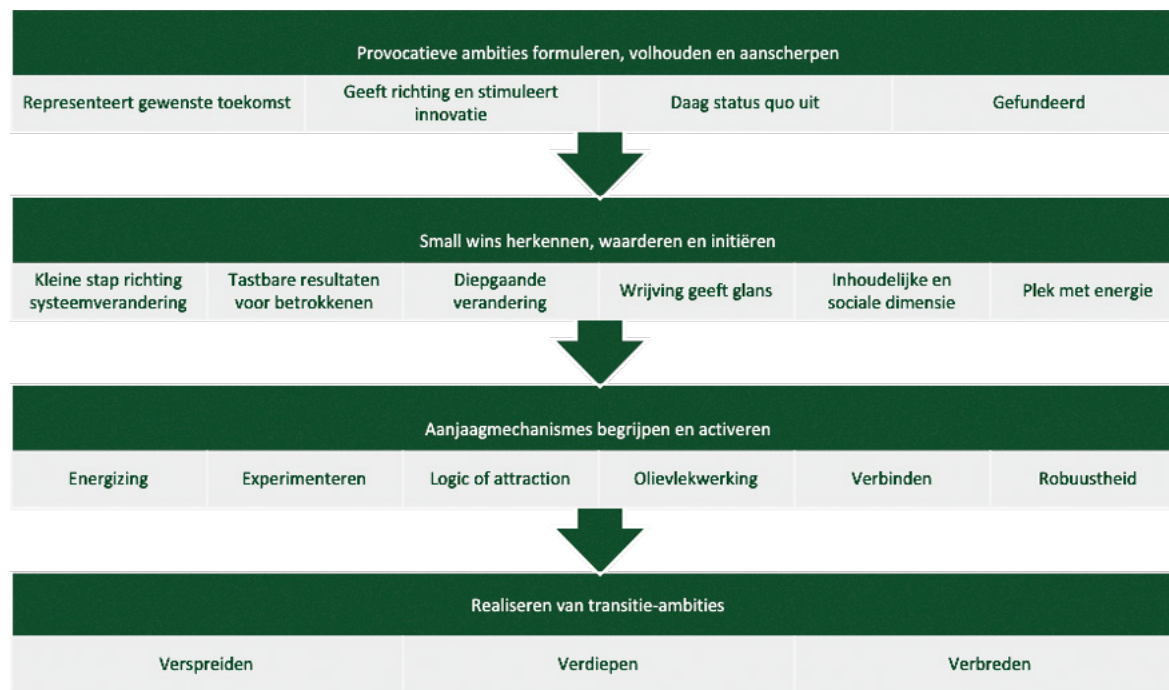 Provocatieve ambities formuleren, volhouden en aanscherpen
Representeert gewenste toekomst
Geeft richting en stimuleert
innovatie
Daag status quo uit
Gefundeerd
Small wins herkennen, waarderen en initiëren
Kleine stap richting
systeemverandering
Tastbare resultaten
voor betrokkenen
Diepgaande
verandering
Wrijving geeft glans
Inhoudelijke en
sociale dimensie
Plek met energie
Aanjaagmechanismes begrijpen en activeren
Energizing
Experimenteren
Logic of attraction
Olievlekwerking
Verbinden
Robuustheid
Realiseren van transitie-ambities
Verspreiden
Verdiepen
Verbreden